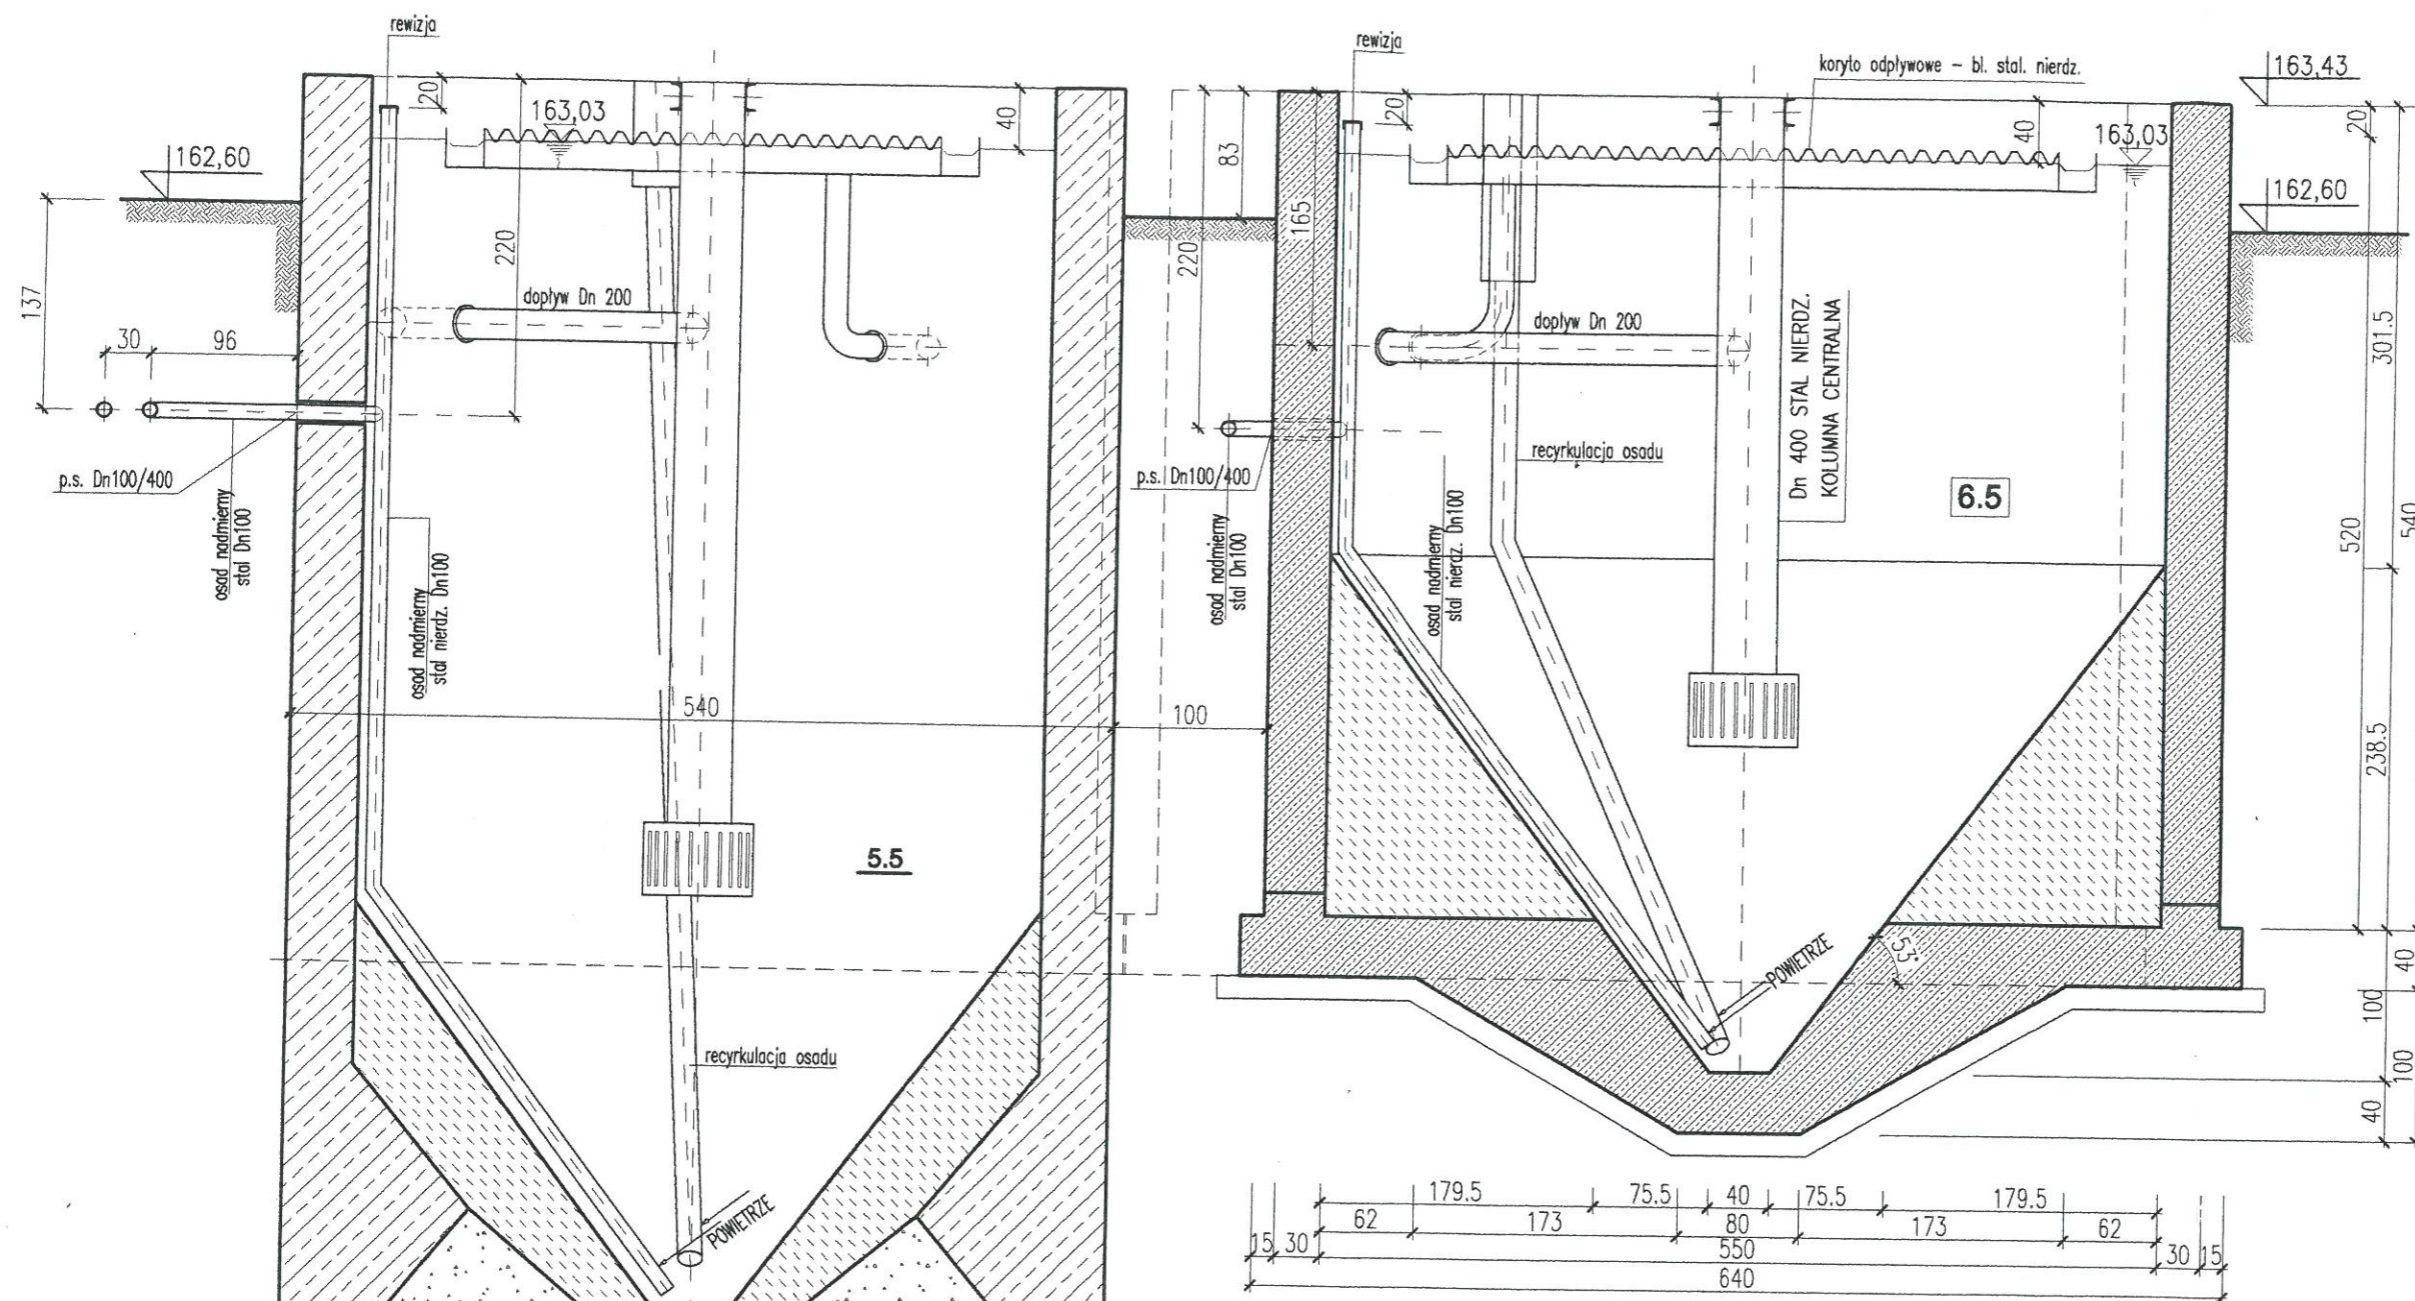 rewizja
20
163,03
40
162,60
137
220
30
96
dopływ Dn 200
p.s. Dn100/400
osad nadmierny
stal Dn100
osad nadmierny
stal nierdz. Dn100
540
100
5.5
recyrkulacja osadu
POWIETRZE
rewizja
koryto odpływowe – bl. stal. nierdz.
163,43
20
83
20
40
163,03
162,60
165
220
dopływ Dn 200
Dn 400 STAL NIERDZ.
KOLUMNA CENTRALNA
301.5
recyrkulacja osadu
p.s. Dn100/400
osad nadmierny
stal Dn100
osad nadmierny
stal nierdz. Dn100
6.5
520
540
238.5
53°
POWIETRZE
40
100
100
40
179.5 75.5 40 75.5 179.5
62 173 80 173 62
15 30 550 30 15
640